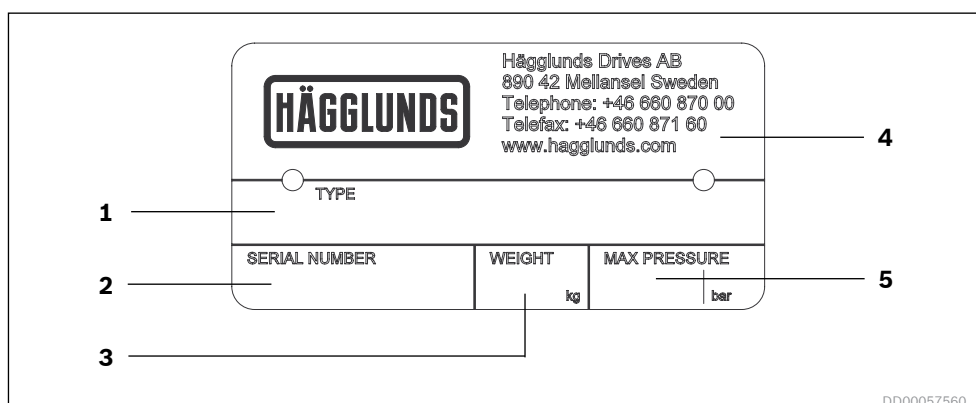 HÄGGLUNDS
Hägglunds Drives AB
890 42 Mellansel Sweden
Telephone: +46 660 870 00
Telefax: +46 660 871 60
www.hagglunds.com
4
TYPE
1
SERIAL NUMBER
WEIGHT
kg
MAX PRESSURE
bar
2
5
3
DD00057560